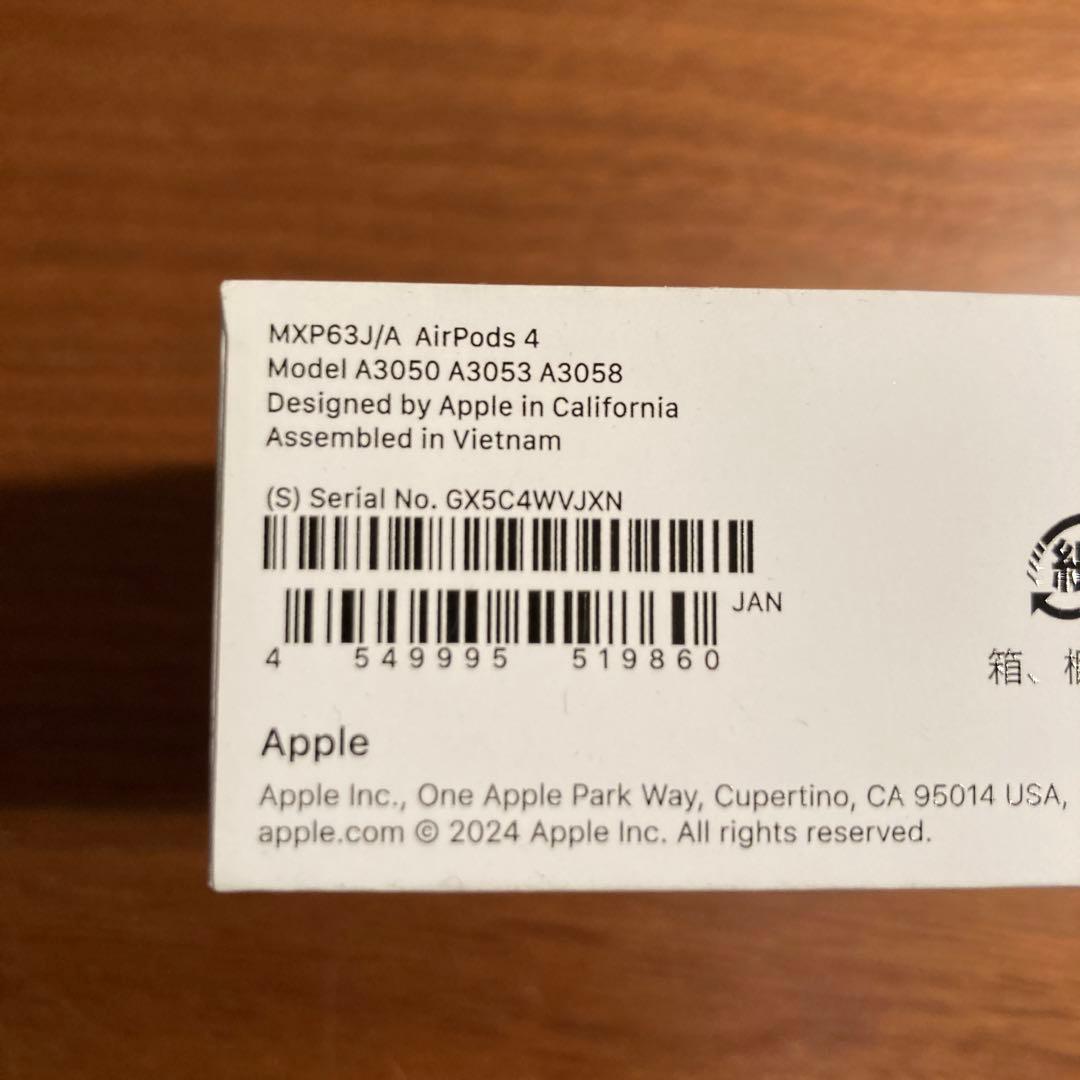 MXP63J/A AirPods 4
Model A3050 A3053 A3058
Designed by Apple in California
Assembled in Vietnam
(S) Serial No. GX5C4WVJXN
JAN
4 549995 519860
箱、
Apple
Apple Inc., One Apple Park Way, Cupertino, CA 95014 USA,
apple.com © 2024 Apple Inc. All rights reserved.